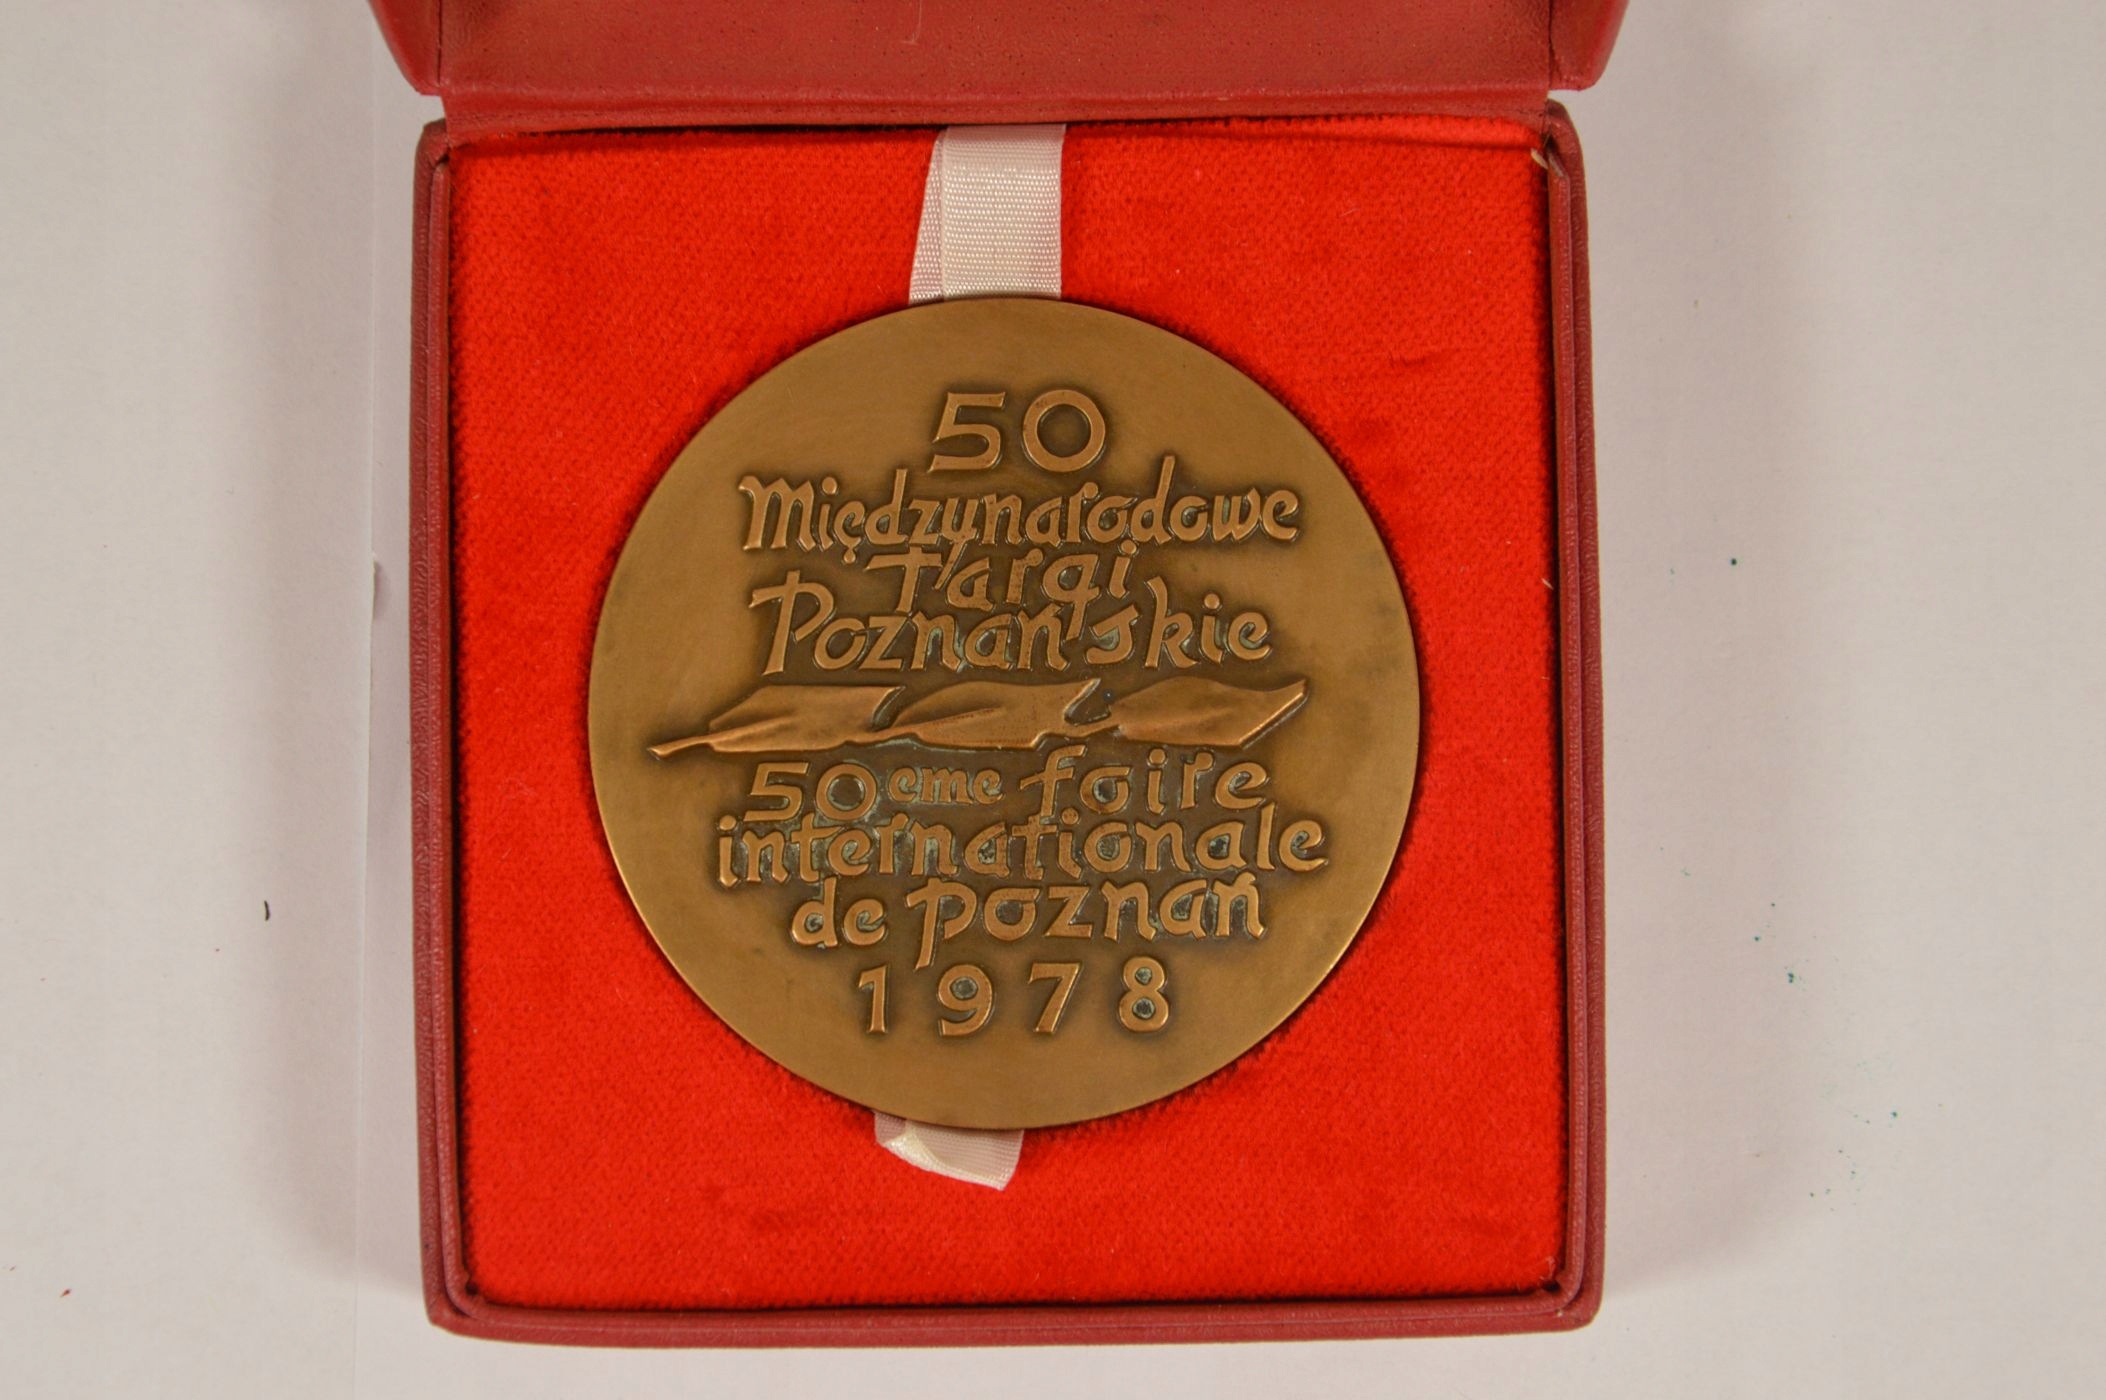 50
Międzynarodowe
Targi
Poznańskie
50eme foire
internationale
de poznań
1978